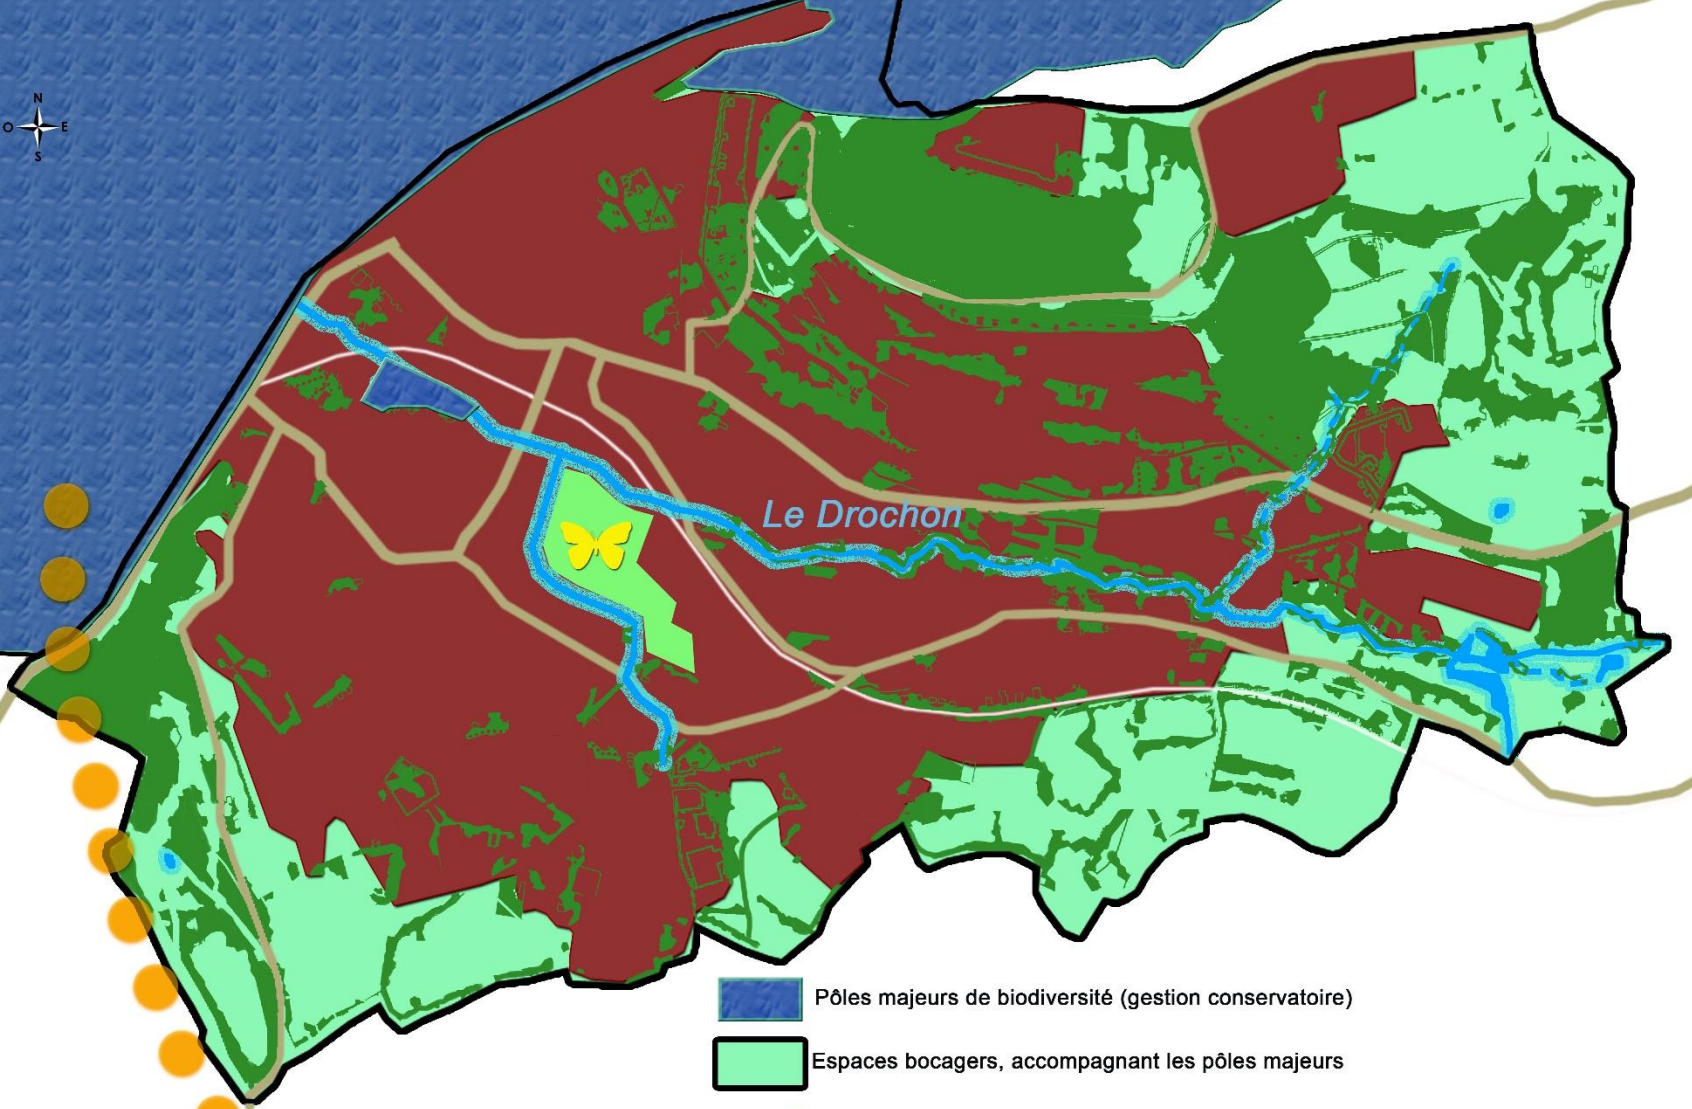 N
O E
S
Le Drochon
Pôles majeurs de biodiversité (gestion conservatoire)
Espaces bocagers, accompagnant les pôles majeurs